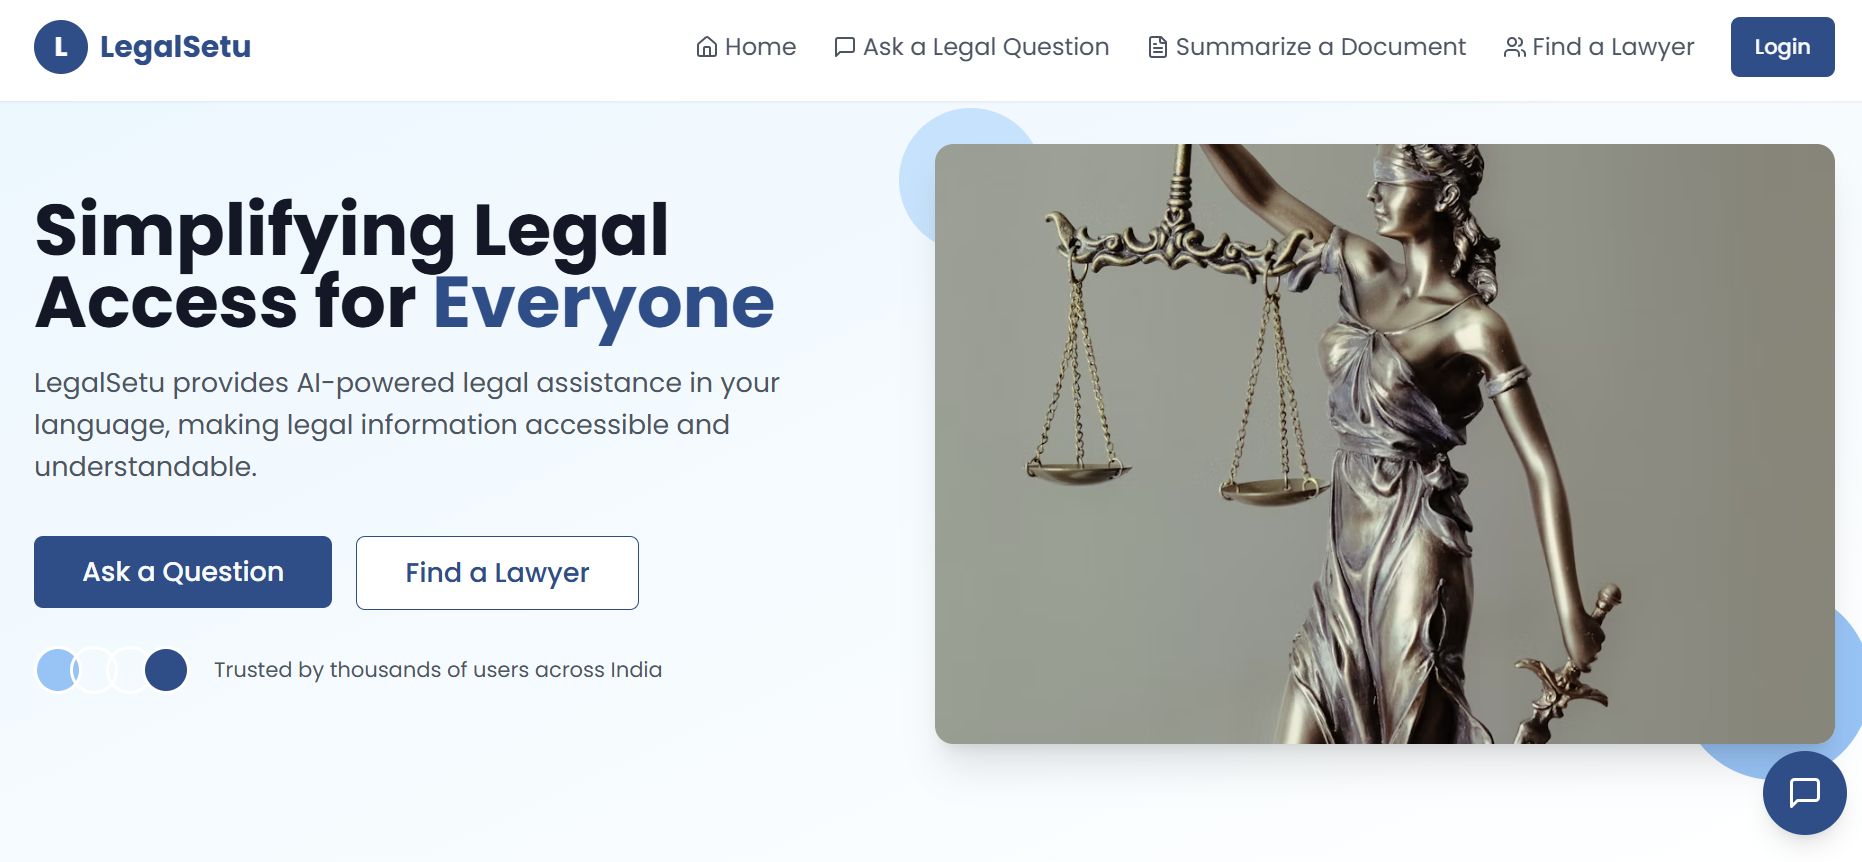 L LegalSetu
Home
Ask a Legal Question
Summarize a Document
Find a Lawyer
Login
Simplifying Legal
Access for Everyone
LegalSetu provides AI-powered legal assistance in your
language, making legal information accessible and
understandable.
Ask a Question
Find a Lawyer
Trusted by thousands of users across India